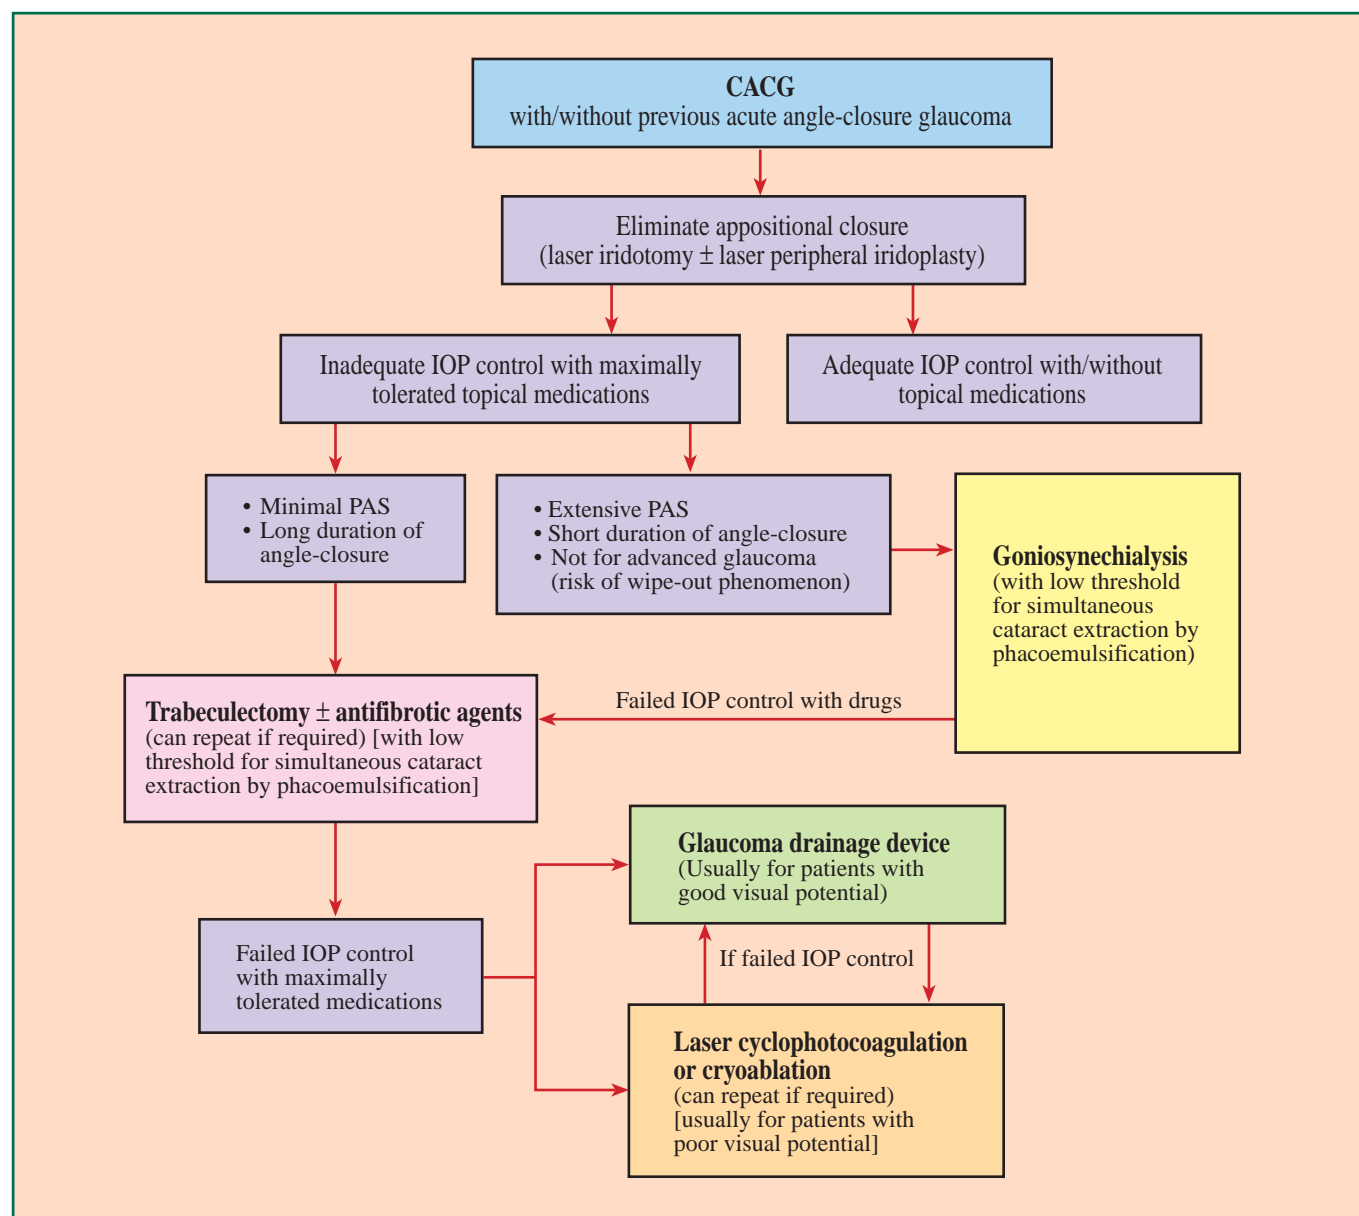 CACG
with/without previous acute angle-closure glaucoma
Eliminate appositional closure
(laser iridotomy ± laser peripheral iridoplasty)
Inadequate IOP control with maximally
tolerated topical medications
Adequate IOP control with/without
topical medications
• Minimal PAS
• Long duration of
angle-closure
• Extensive PAS
• Short duration of angle-closure
• Not for advanced glaucoma
(risk of wipe-out phenomenon)
Goniosynechialysis
(with low threshold
for simultaneous
cataract extraction by
phacoemulsification)
Failed IOP control with drugs
Trabeculectomy ± antifibrotic agents
(can repeat if required) [with low
threshold for simultaneous cataract
extraction by phacoemulsification]
Glaucoma drainage device
(Usually for patients with
good visual potential)
Failed IOP control
with maximally
tolerated medications
If failed IOP control
Laser cyclophotocoagulation
or cryoablation
(can repeat if required)
[usually for patients with
poor visual potential]